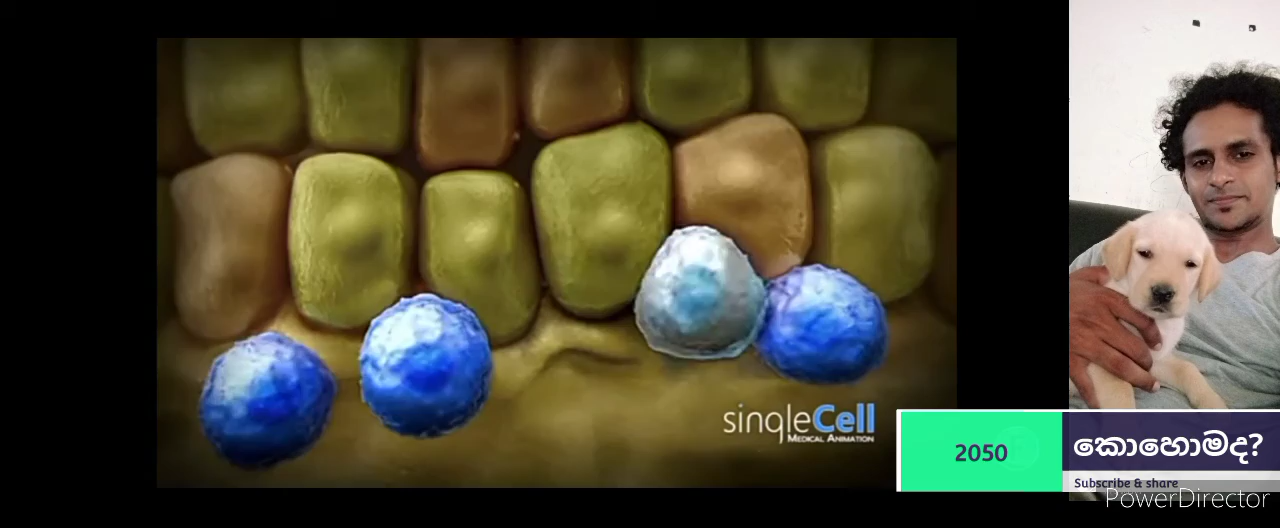 singleCell
MEDICAL ANIMATION
2050
කොහොමද?
Subscribe & share
PowerDirector